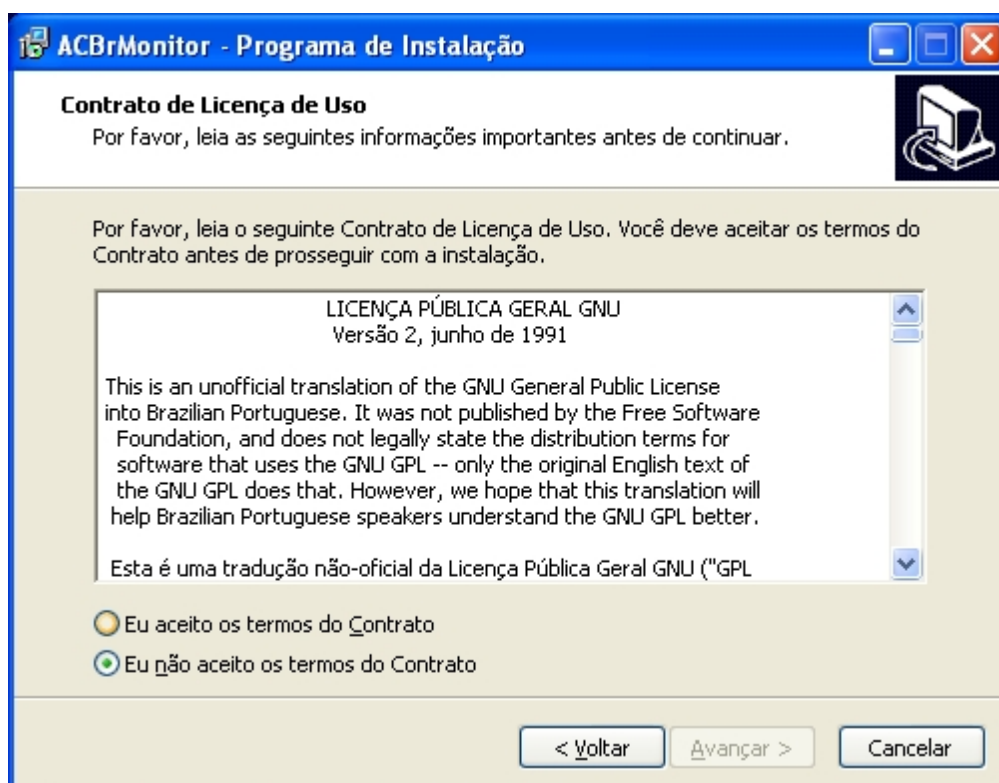 ACBrMonitor - Programa de Instalação
Contrato de Licença de Uso
Por favor, leia as seguintes informações importantes antes de continuar.
Por favor, leia o seguinte Contrato de Licença de Uso. Você deve aceitar os termos do
Contrato antes de prosseguir com a instalação.
LICENÇA PÚBLICA GERAL GNU
Versão 2, junho de 1991
This is an unofficial translation of the GNU General Public License
into Brazilian Portuguese. It was not published by the Free Software
Foundation, and does not legally state the distribution terms for
software that uses the GNU GPL -- only the original English text of
the GNU GPL does that. However, we hope that this translation will
help Brazilian Portuguese speakers understand the GNU GPL better.
Esta é uma tradução não-oficial da Licença Pública Geral GNU ("GPL
Eu aceito os termos do Contrato
Eu não aceito os termos do Contrato
< Voltar
Avançar >
Cancelar